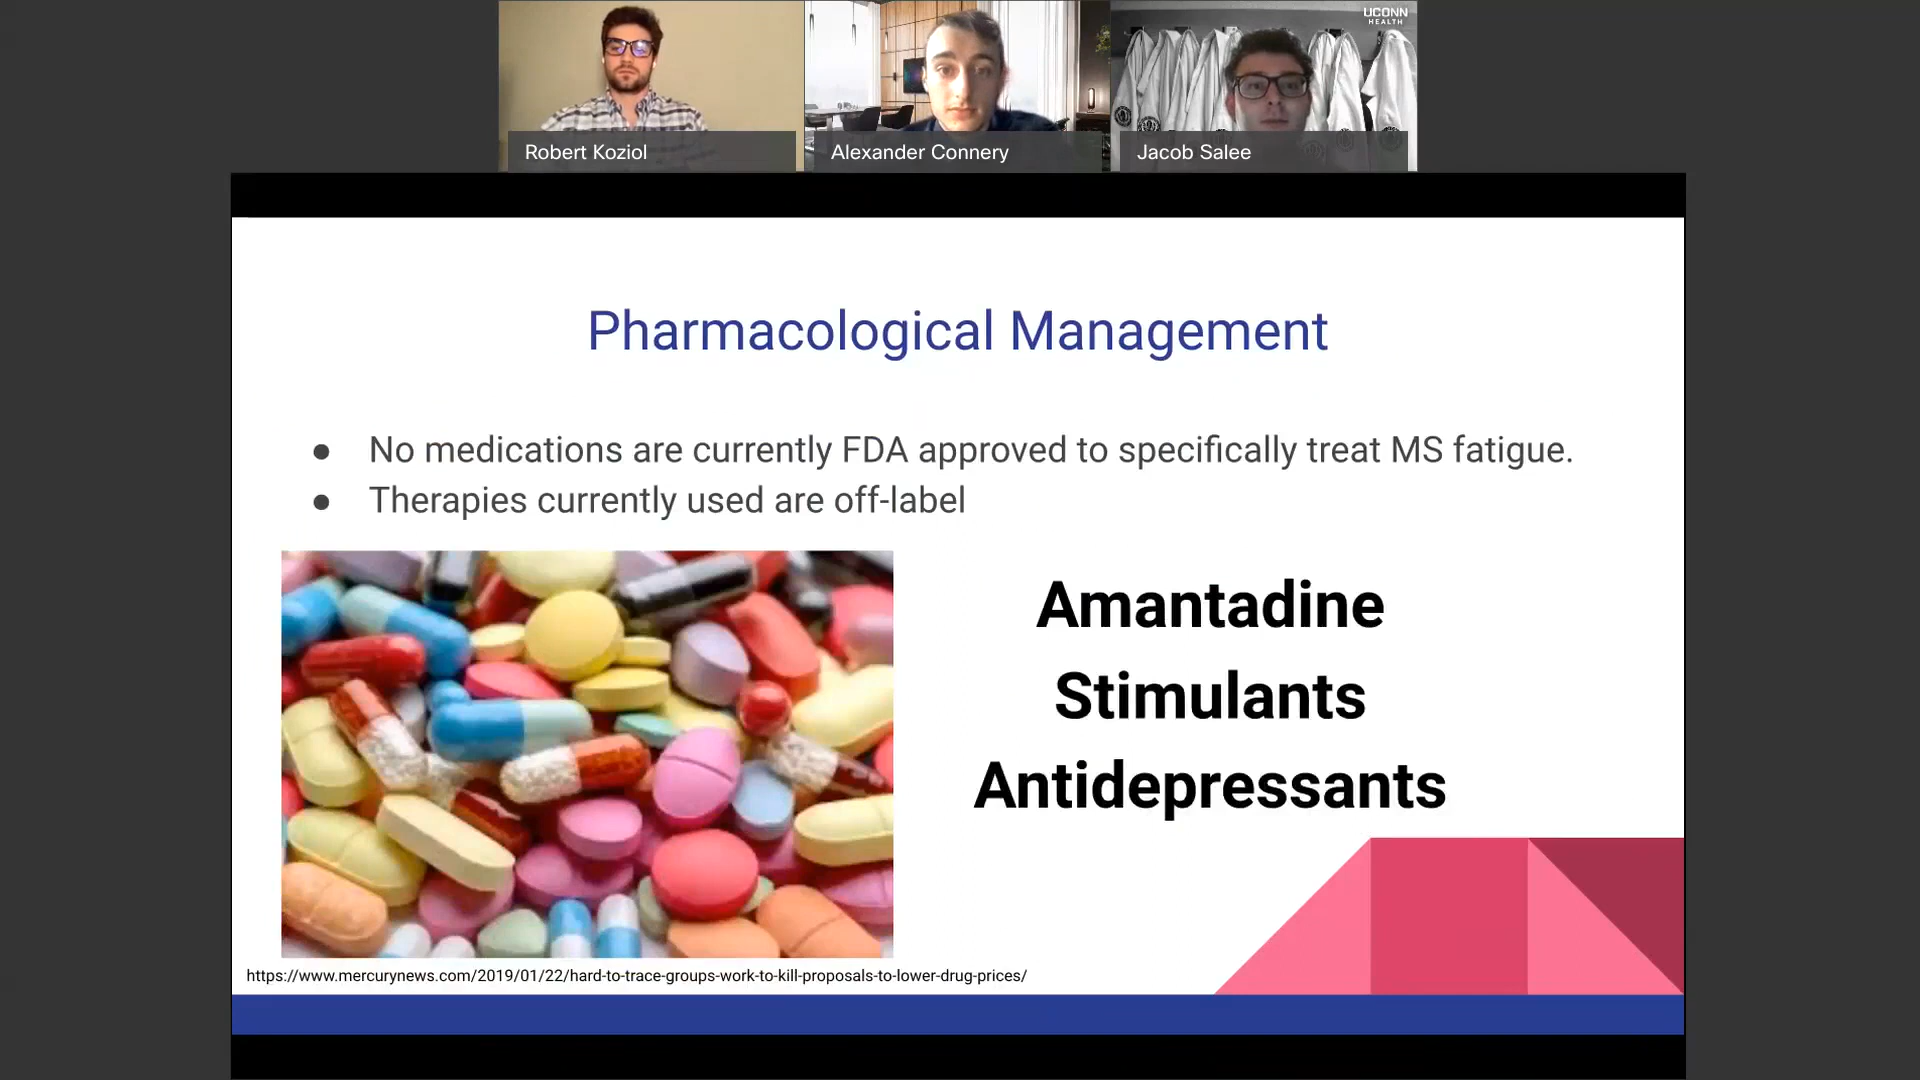 UCONN
HEALTH
Robert Koziol
Alexander Connery
Jacob Salee
Pharmacological Management
● No medications are currently FDA approved to specifically treat MS fatigue.
● Therapies currently used are off-label
Amantadine
Stimulants
Antidepressants
https://www.mercurynews.com/2019/01/22/hard-to-trace-groups-work-to-kill-proposals-to-lower-drug-prices/